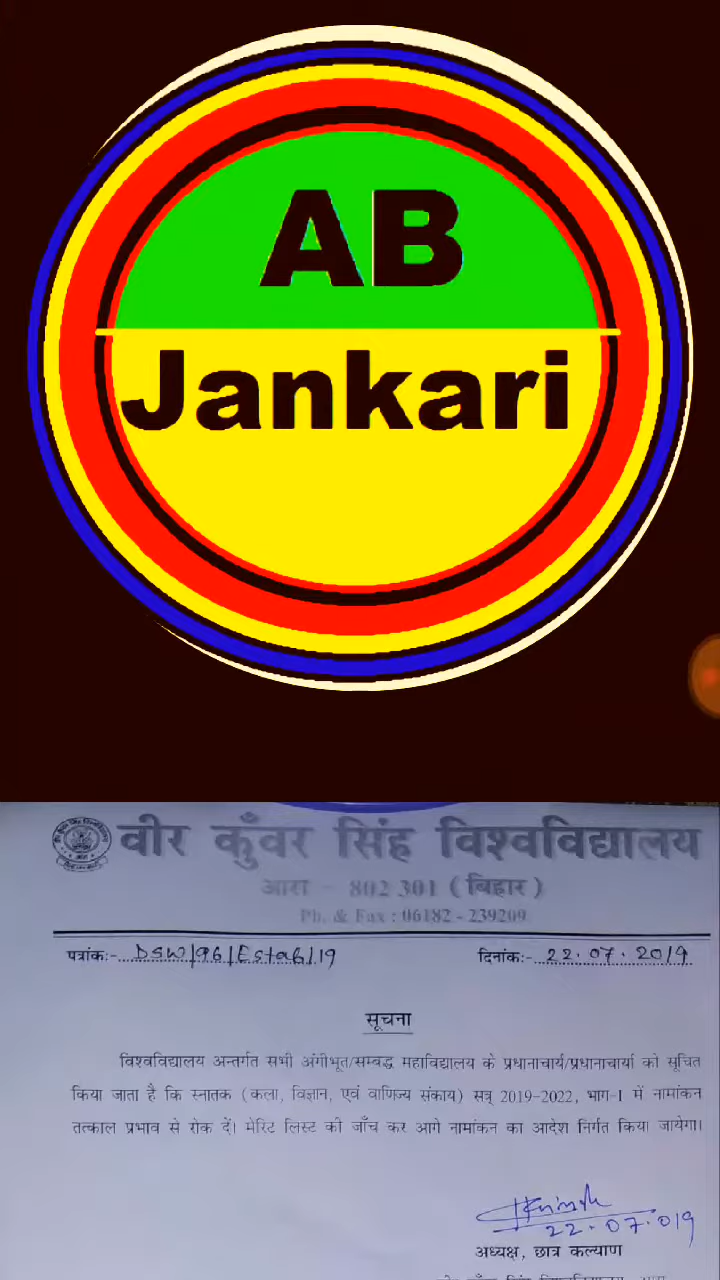 AB
Jankari
वीर कुँवर सिंह विश्वविद्यालय
आरा - 802 301 ( बिहार )
Ph. & Fax : 06182 - 239209
पत्रांकः-...DSW/96/Estab/19 दिनांकः-...22.07.2019
सूचना
विश्वविद्यालय अन्तर्गत सभी अंगीभूत/सम्बद्ध महाविद्यालय के प्रधानाचार्य/प्रधानाचार्या को सूचित
किया जाता है कि स्नातक (कला, विज्ञान, एवं वाणिज्य संकाय) सत्र् 2019-2022, भाग-I में नामांकन
तत्काल प्रभाव से रोक दें। मेरिट लिस्ट की जाँच कर आगे नामांकन का आदेश निर्गत किया जायेगा।
22-07-019
अध्यक्ष, छात्र कल्याण